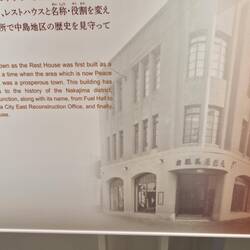 、レストハウスと名称・役割を変え
所で中島地区の歴史を見守って
own as the Rest House was first built as a
a time when the area which is now Peace
was a prosperous town. This building has
s to the history of the Nakajima district,
unction, along with its name, from Fuel Hall to
a City East Reconstruction Office, and finally
use.